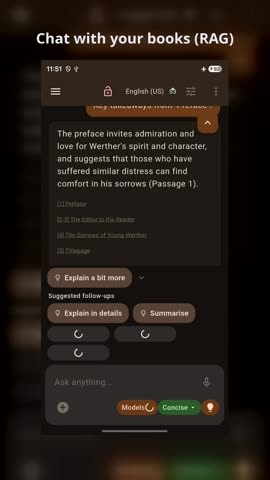 Chat with your books (RAG)
11:51
English (US)
Key takeaways from 'Preface'?
The preface invites admiration and
love for Werther's spirit and character,
and suggests that those who have
suffered similar distress can find
comfort in his sorrows (Passage 1).
[1] Preface
[2-3] The Editor to the Reader
[4] The Sorrows of Young Werther
[5] Titlepage
Explain a bit more
Suggested follow-ups
Explain in details
Summarise
Ask anything...
Models
Concise